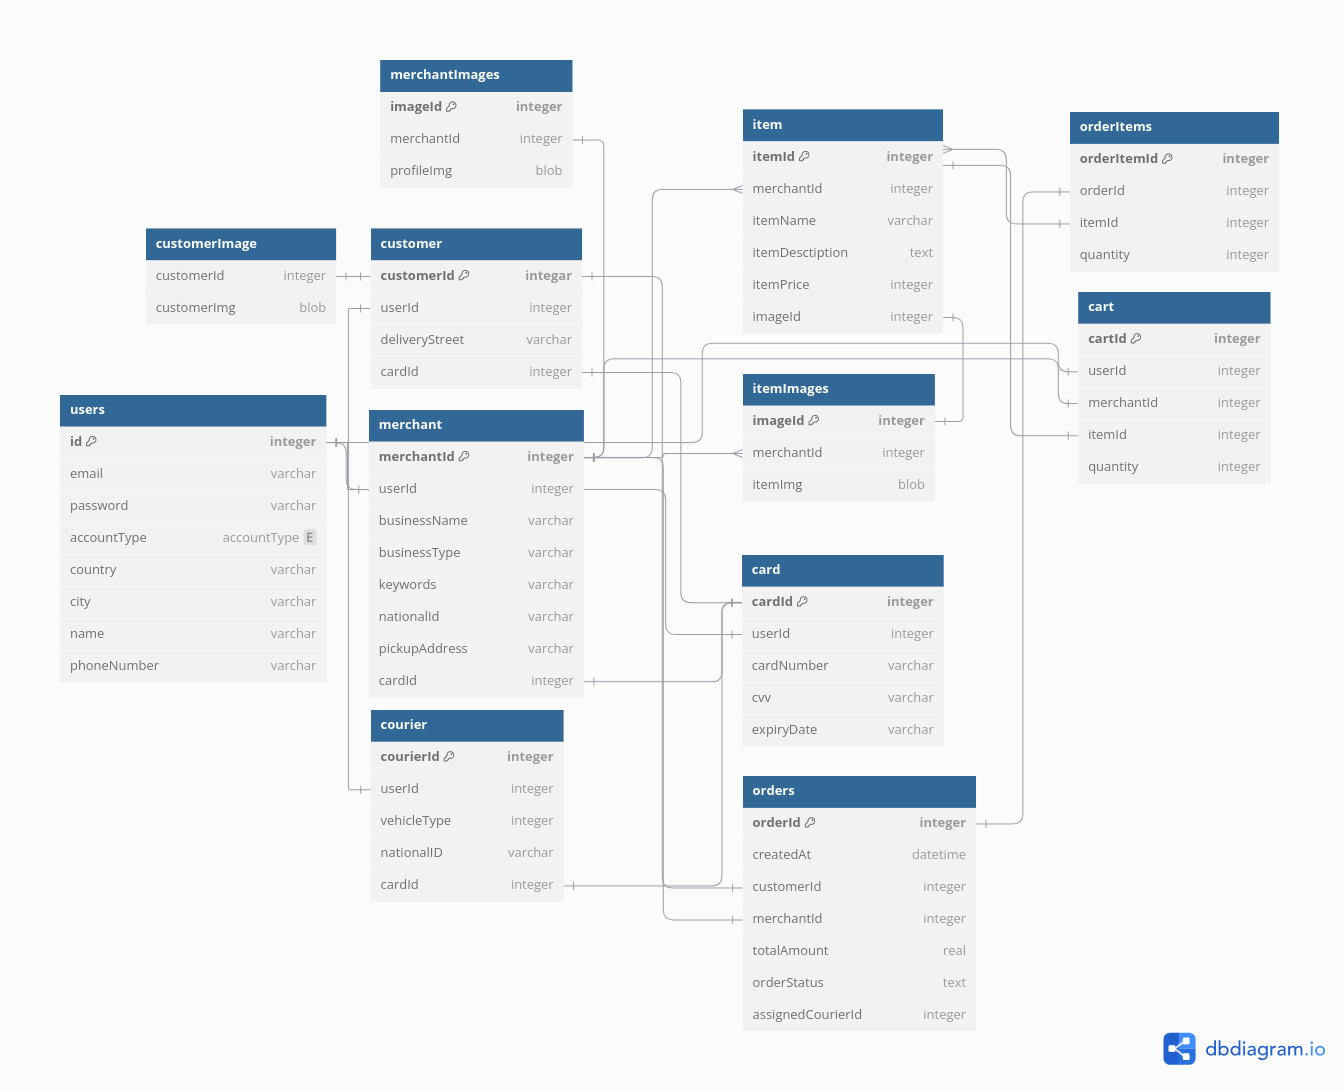 merchantImages
imageId integer
merchantId integer
profileImg blob
item
itemId integer
merchantId integer
itemName varchar
itemDesctiption text
itemPrice
imageId integer
orderItems
orderItemId integer
orderId integer
itemId integer
quantity integer
customerImage
customerId integer
customerImg blob
customer
customerId integar
userId integer
deliveryStreet varchar
cardId integer
cart
cartId integer
userId integer
merchantId integer
itemId integer
quantity integer
itemImages
imageId integer
merchantId integer
itemImg blob
users
id integer
email varchar
password varchar
accountType accountType E
country varchar
city varchar
name varchar
phoneNumber varchar
merchant
merchantId integer
userId integer
businessName varchar
businessType varchar
keywords varchar
nationalId varchar
pickupAddress varchar
cardId integer
card
cardId integer
userId integer
cardNumber varchar
cvv varchar
expiryDate varchar
courier
courierId integer
userId integer
vehicleType integer
nationalID varchar
cardId integer
orders
orderId integer
createdAt datetime
customerId integer
merchantId integer
totalAmount real
orderStatus text
assignedCourierId integer
dbdiagram.io